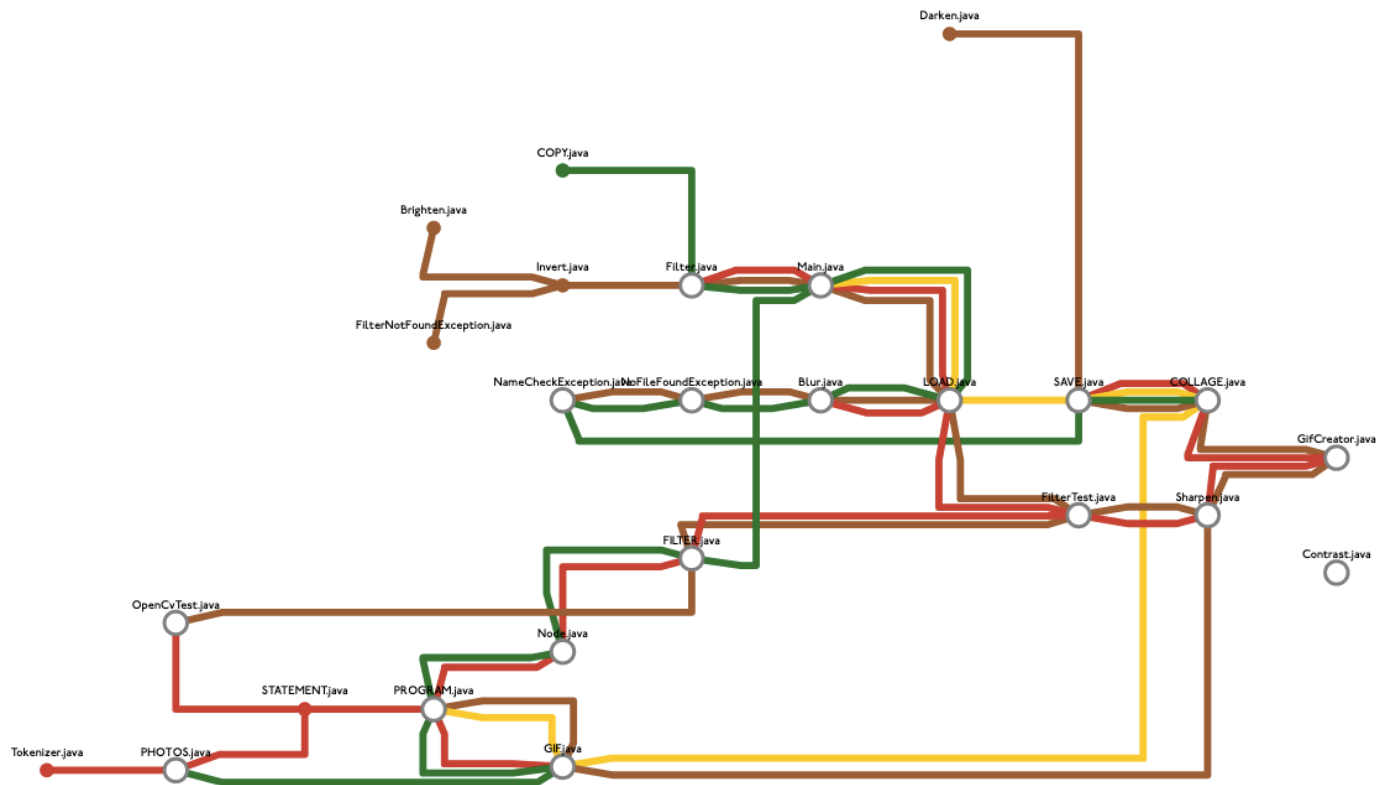 Darken.java
COPY.java
Brighten.java
Invert.java
Filter.java
Main.java
FilterNotFoundException.java
NameCheckException.java
NoFileFoundException.java
Blur.java
LOAD.java
SAVE.java
COLLAGE.java
GifCreator.java
FilterTest.java
Sharpen.java
FILTER.java
Contrast.java
OpenCvTest.java
Node.java
STATEMENT.java
PROGRAM.java
Tokenizer.java
PHOTOS.java
GIF.java